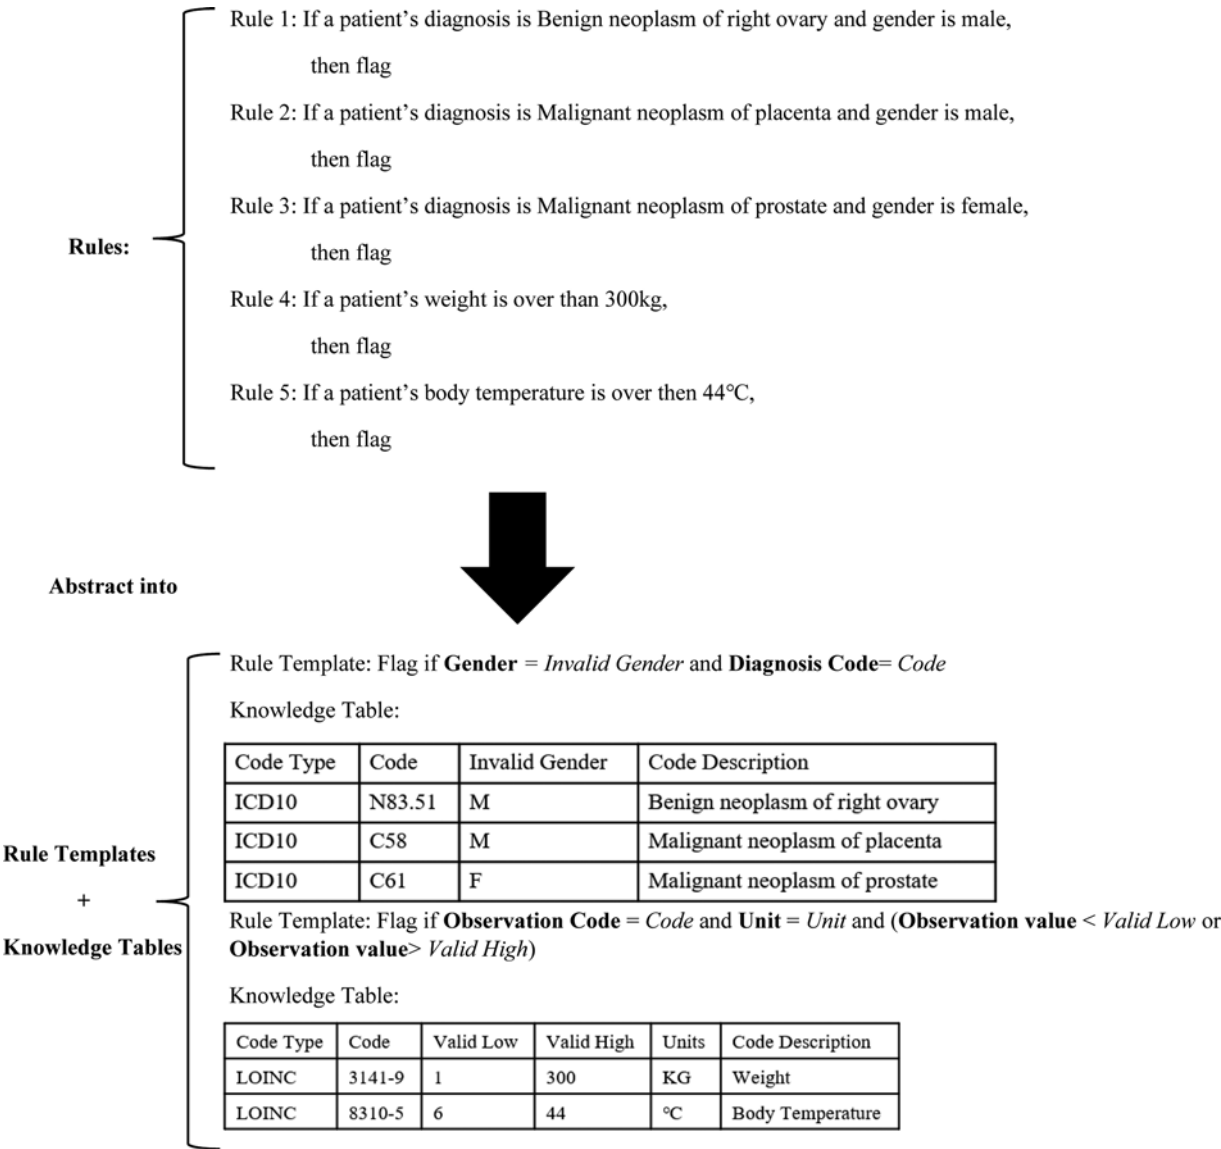 Rule 1: If a patient’s diagnosis is Benign neoplasm of right ovary and gender is male,
then flag
Rule 2: If a patient’s diagnosis is Malignant neoplasm of placenta and gender is male,
then flag
Rule 3: If a patient’s diagnosis is Malignant neoplasm of prostate and gender is female,
then flag
Rules:
Rule 4: If a patient’s weight is over than 300kg,
then flag
Rule 5: If a patient’s body temperature is over then 44°C,
then flag
Abstract into
Rule Template: Flag if Gender = Invalid Gender and Diagnosis Code= Code
Knowledge Table:
Code Type Code Invalid Gender Code Description
ICD10 N83.51 M Benign neoplasm of right ovary
ICD10 C58 M Malignant neoplasm of placenta
ICD10 C61 F Malignant neoplasm of prostate
Rule Templates
+
Knowledge Tables
Rule Template: Flag if Observation Code = Code and Unit = Unit and (Observation value < Valid Low or
Observation value> Valid High)
Knowledge Table:
Code Type Code Valid Low Valid High Units Code Description
LOINC 3141-9 1 300 KG Weight
LOINC 8310-5 6 44 °C Body Temperature